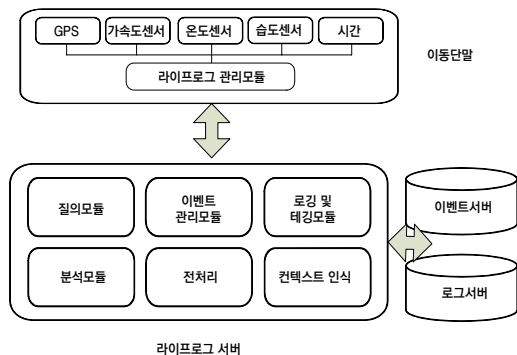 GPS
가속도센서
온도센서
습도센서
시간
라이프로그 관리모듈
이동단말
질의모듈
이벤트
관리모듈
로깅 및
테깅모듈
분석모듈
전처리
컨텍스트 인식
이벤트서버
로그서버
라이프로그 서버